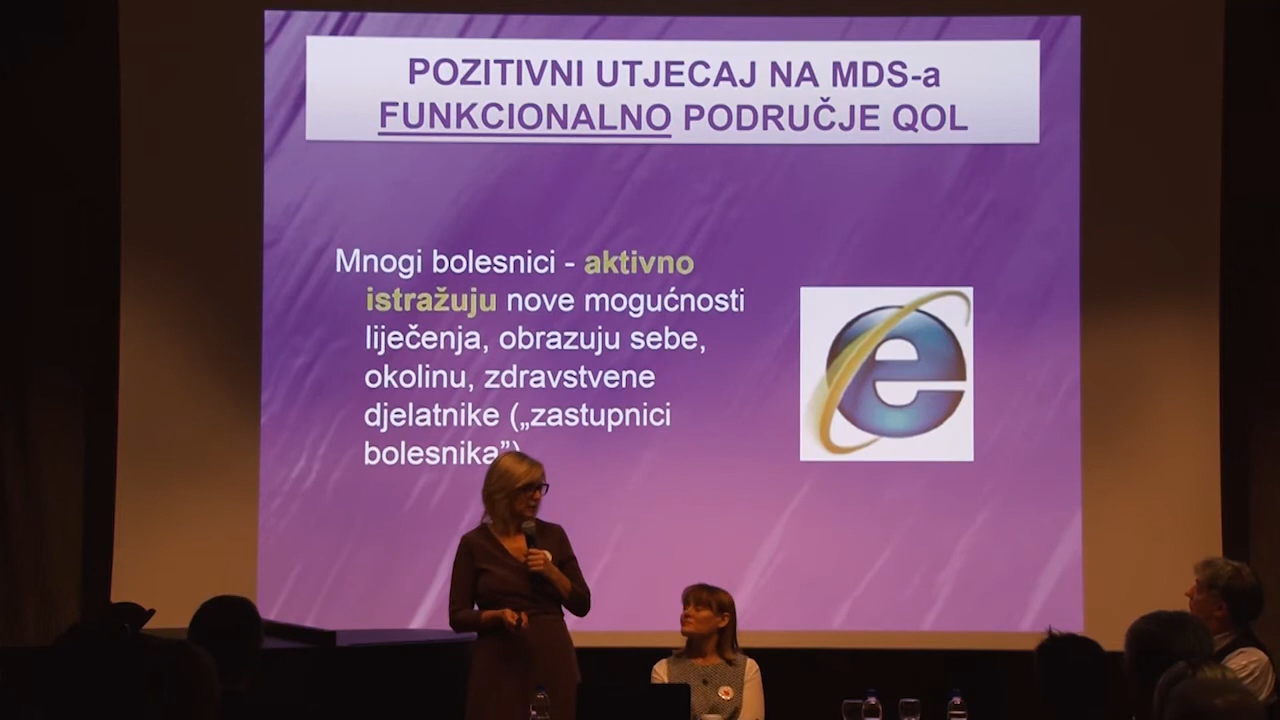 POZITIVNI UTJECAJ NA MDS-a
FUNKCIONALNO PODRUČJE QOL
Mnogi bolesnici - aktivno
istražuju nove mogućnosti
liječenja, obrazuju sebe,
okolinu, zdravstvene
djelatnike („zastupnici
bolesnika”)